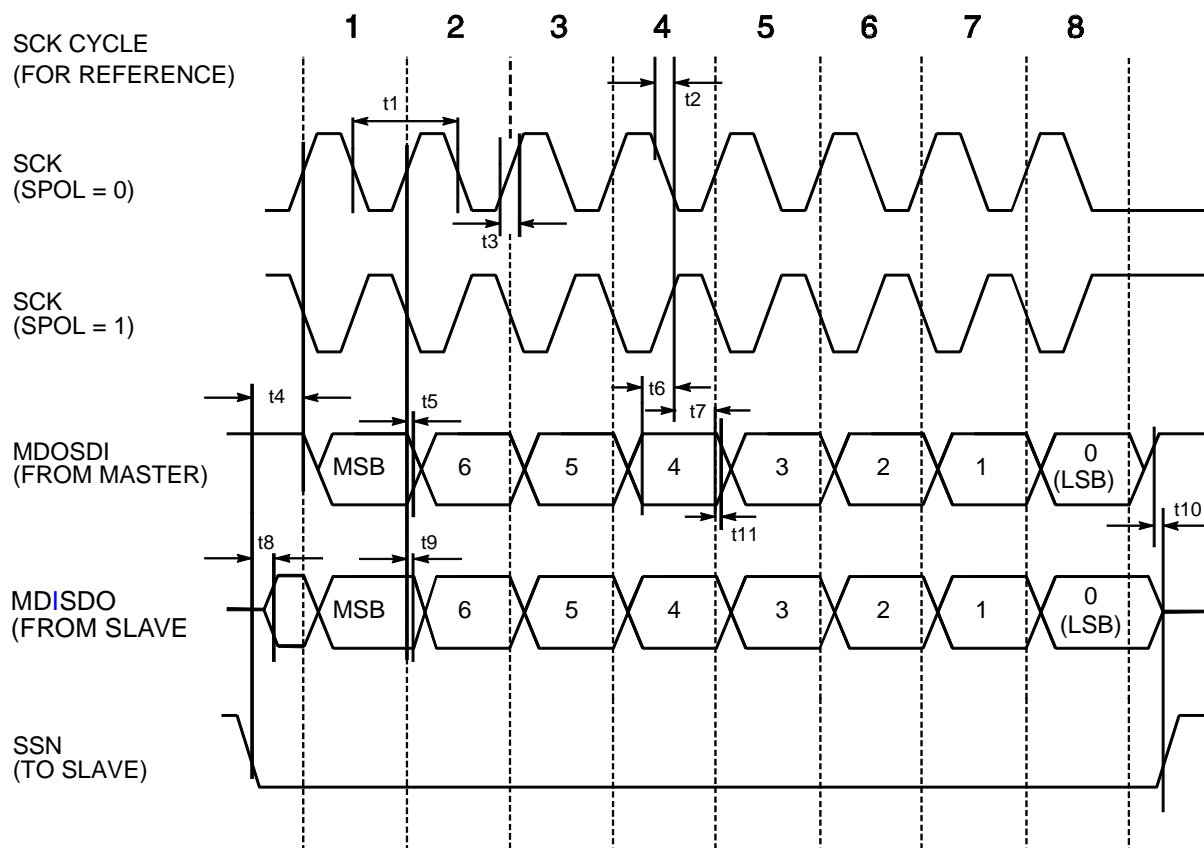 1 2 3 4 5 6 7 8
SCK CYCLE
(FOR REFERENCE)
t1
t2
SCK
(SPOL = 0)
t3
SCK
(SPOL = 1)
t4
t5
t6
t7
MDOSDI
(FROM MASTER)
MSB 6 5 4 3 2 1 0
(LSB)
t11
t10
t8
t9
MDISDO
(FROM SLAVE
MSB 6 5 4 3 2 1 0
(LSB)
SSN
(TO SLAVE)